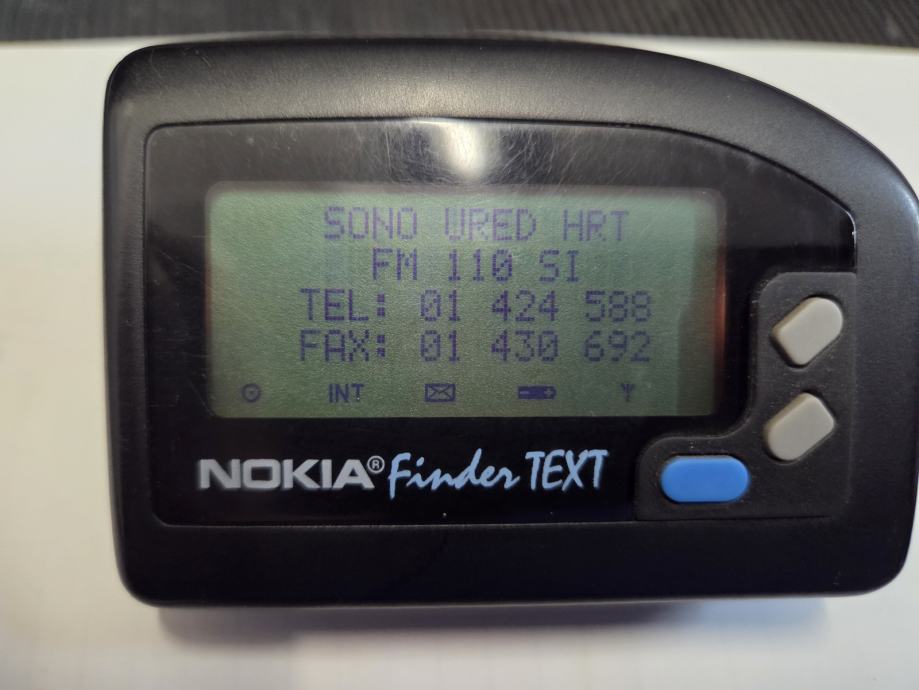 SONO URED HRT
FM 110 SI
TEL: 01 424 588
FAX: 01 430 692
INT
NOKIA® Finder TEXT